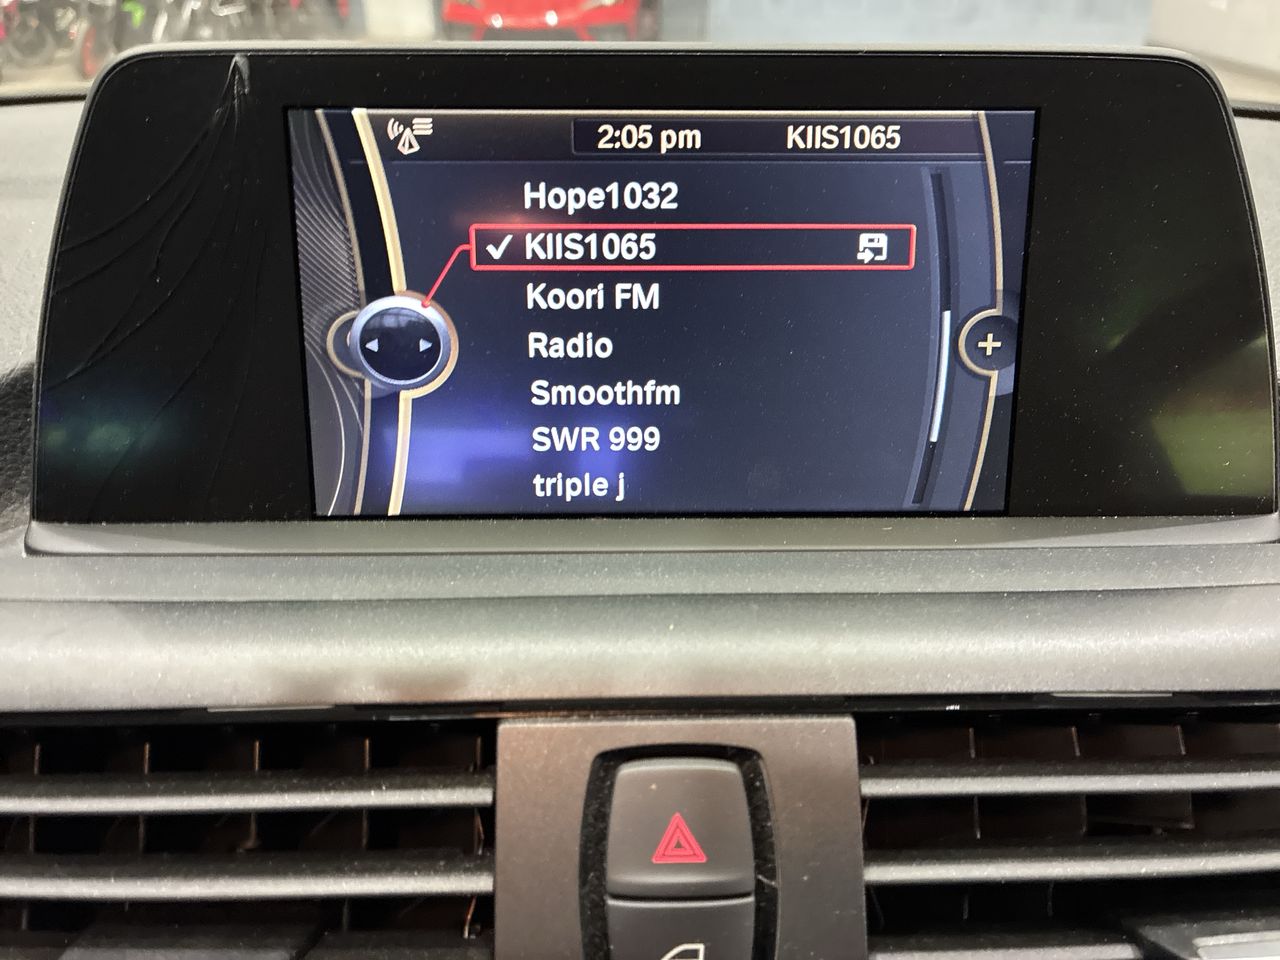 2:05 pm KIIS1065
Hope1032
KIIS1065
Koori FM
Radio
Smoothfm
SWR 999
triple j